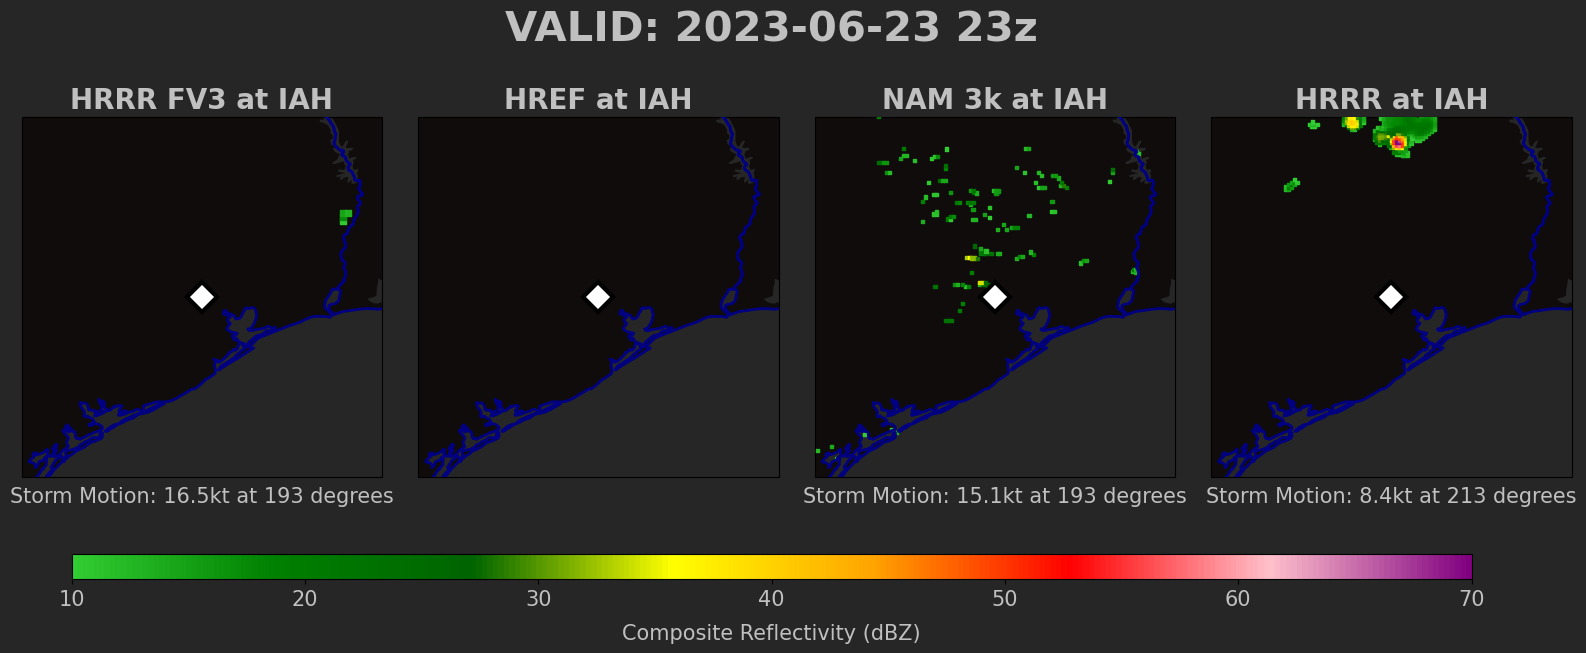 VALID: 2023-06-23 23z
HRRR FV3 at IAH
HREF at IAH
NAM 3k at IAH
HRRR at IAH
Storm Motion: 16.5kt at 193 degrees
Storm Motion: 15.1kt at 193 degrees
Storm Motion: 8.4kt at 213 degrees
10 20 30 40 50 60 70
Composite Reflectivity (dBZ)